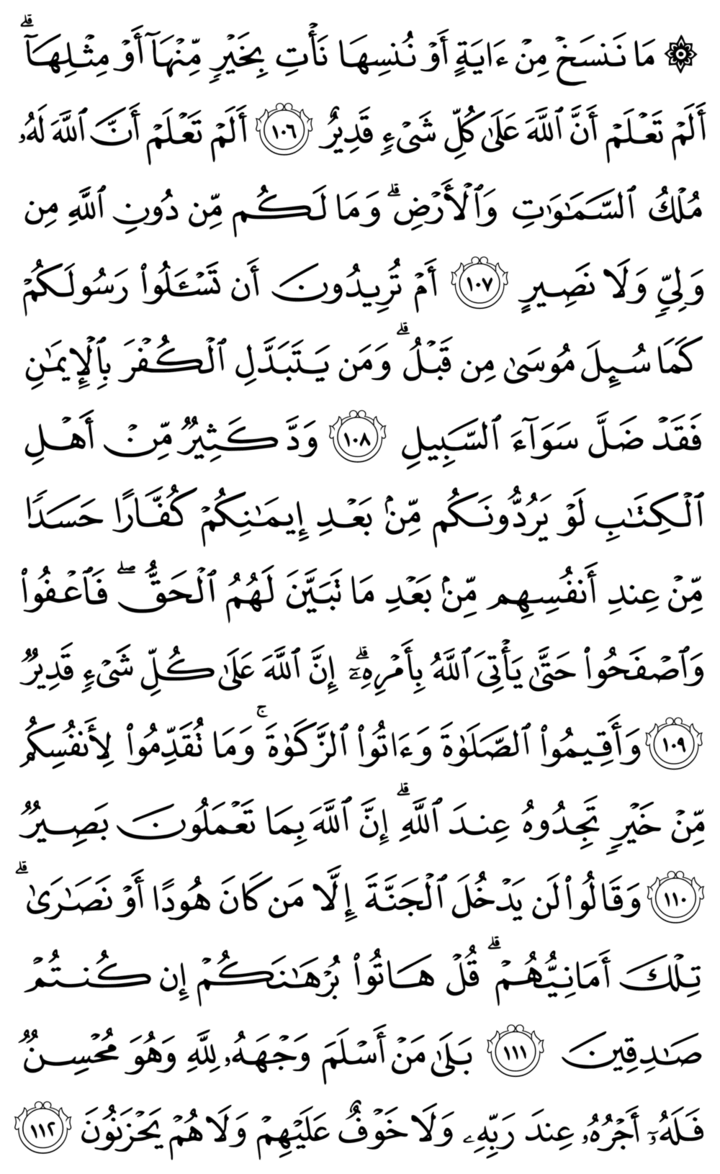 ۞ مَا نَنسَخۡ مِنۡ ءَايَةٍ أَوۡ نُنسِهَا نَأۡتِ بِخَيۡرٖ مِّنۡهَآ أَوۡ مِثۡلِهَآۗ
أَلَمۡ تَعۡلَمۡ أَنَّ ٱللَّهَ عَلَىٰ كُلِّ شَيۡءٖ قَدِيرٌ ١٠٦ أَلَمۡ تَعۡلَمۡ أَنَّ ٱللَّهَ لَهُۥ
مُلۡكُ ٱلسَّمَٰوَٰتِ وَٱلۡأَرۡضِۗ وَمَا لَكُم مِّن دُونِ ٱللَّهِ مِن
وَلِيّٖ وَلَا نَصِيرٍ ١٠٧ أَمۡ تُرِيدُونَ أَن تَسۡـَٔلُواْ رَسُولَكُمۡ
كَمَا سُئِلَ مُوسَىٰ مِن قَبۡلُۗ وَمَن يَتَبَدَّلِ ٱلۡكُفۡرَ بِٱلۡإِيمَٰنِ
فَقَدۡ ضَلَّ سَوَآءَ ٱلسَّبِيلِ ١٠٨ وَدَّ كَثِيرٞ مِّنۡ أَهۡلِ
ٱلۡكِتَٰبِ لَوۡ يَرُدُّونَكُم مِّنۢ بَعۡدِ إِيمَٰنِكُمۡ كُفَّارًا حَسَدٗا
مِّنۡ عِندِ أَنفُسِهِم مِّنۢ بَعۡدِ مَا تَبَيَّنَ لَهُمُ ٱلۡحَقُّۖ فَٱعۡفُواْ
وَٱصۡفَحُواْ حَتَّىٰ يَأۡتِيَ ٱللَّهُ بِأَمۡرِهِۦٓۗ إِنَّ ٱللَّهَ عَلَىٰ كُلِّ شَيۡءٖ قَدِيرٞ
١٠٩ وَأَقِيمُواْ ٱلصَّلَوٰةَ وَءَاتُواْ ٱلزَّكَوٰةَۚ وَمَا تُقَدِّمُواْ لِأَنفُسِكُم
مِّنۡ خَيۡرٖ تَجِدُوهُ عِندَ ٱللَّهِۗ إِنَّ ٱللَّهَ بِمَا تَعۡمَلُونَ بَصِيرٞ
١١٠ وَقَالُواْ لَن يَدۡخُلَ ٱلۡجَنَّةَ إِلَّا مَن كَانَ هُودًا أَوۡ نَصَٰرَىٰۗ
تِلۡكَ أَمَانِيُّهُمۡۗ قُلۡ هَاتُواْ بُرۡهَٰنَكُمۡ إِن كُنتُمۡ
صَٰدِقِينَ ١١١ بَلَىٰ مَنۡ أَسۡلَمَ وَجۡهَهُۥ لِلَّهِ وَهُوَ مُحۡسِنٞ
فَلَهُۥٓ أَجۡرُهُۥ عِندَ رَبِّهِۦ وَلَا خَوۡفٌ عَلَيۡهِمۡ وَلَا هُمۡ يَحۡزَنُونَ ١١٢